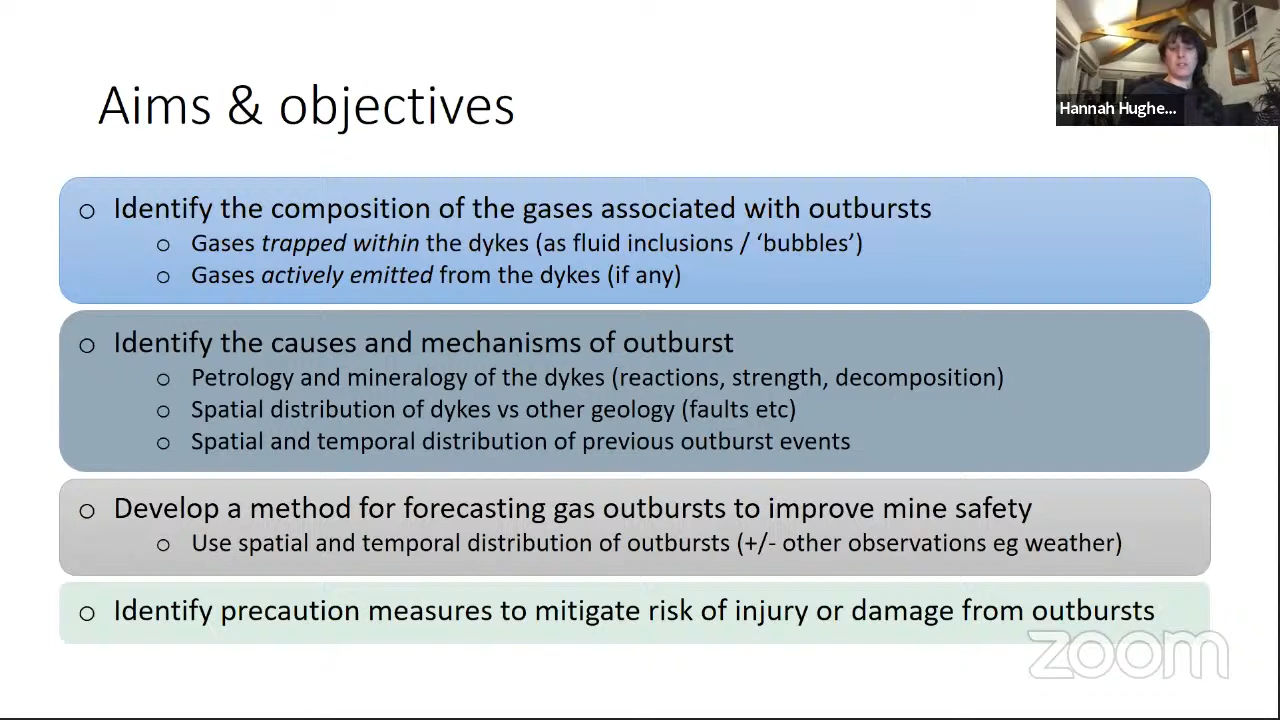 Aims & objectives
Hannah Hughe...
○ Identify the composition of the gases associated with outbursts
○ Gases trapped within the dykes (as fluid inclusions / ‘bubbles’)
○ Gases actively emitted from the dykes (if any)
○ Identify the causes and mechanisms of outburst
○ Petrology and mineralogy of the dykes (reactions, strength, decomposition)
○ Spatial distribution of dykes vs other geology (faults etc)
○ Spatial and temporal distribution of previous outburst events
○ Develop a method for forecasting gas outbursts to improve mine safety
○ Use spatial and temporal distribution of outbursts (+/- other observations eg weather)
○ Identify precaution measures to mitigate risk of injury or damage from outbursts
zoom